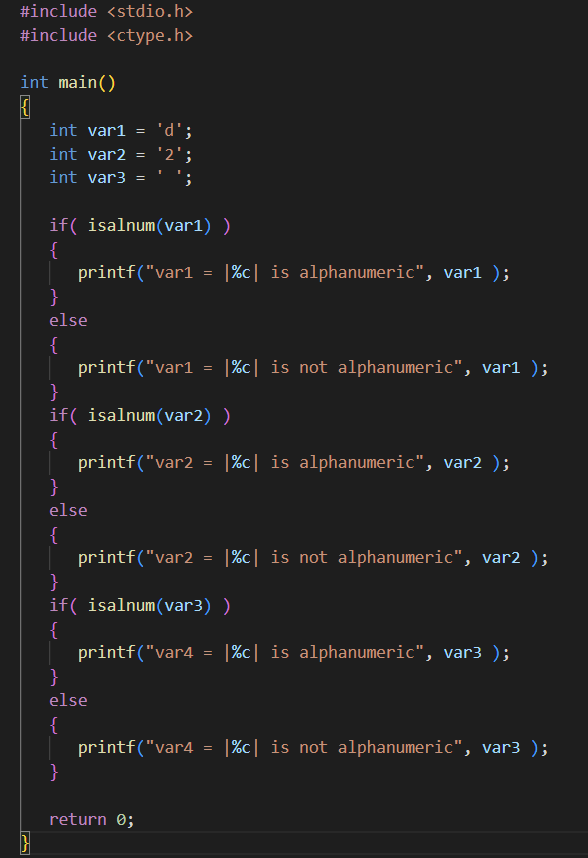 #include <stdio.h>
#include <ctype.h>
int main()
{
int var1 = 'd';
int var2 = '2';
int var3 = ' ';
if( isalnum(var1) )
{
printf("var1 = |%c| is alphanumeric", var1 );
}
else
{
printf("var1 = |%c| is not alphanumeric", var1 );
}
if( isalnum(var2) )
{
printf("var2 = |%c| is alphanumeric", var2 );
}
else
{
printf("var2 = |%c| is not alphanumeric", var2 );
}
if( isalnum(var3) )
{
printf("var4 = |%c| is alphanumeric", var3 );
}
else
{
printf("var4 = |%c| is not alphanumeric", var3 );
}
return 0;
}